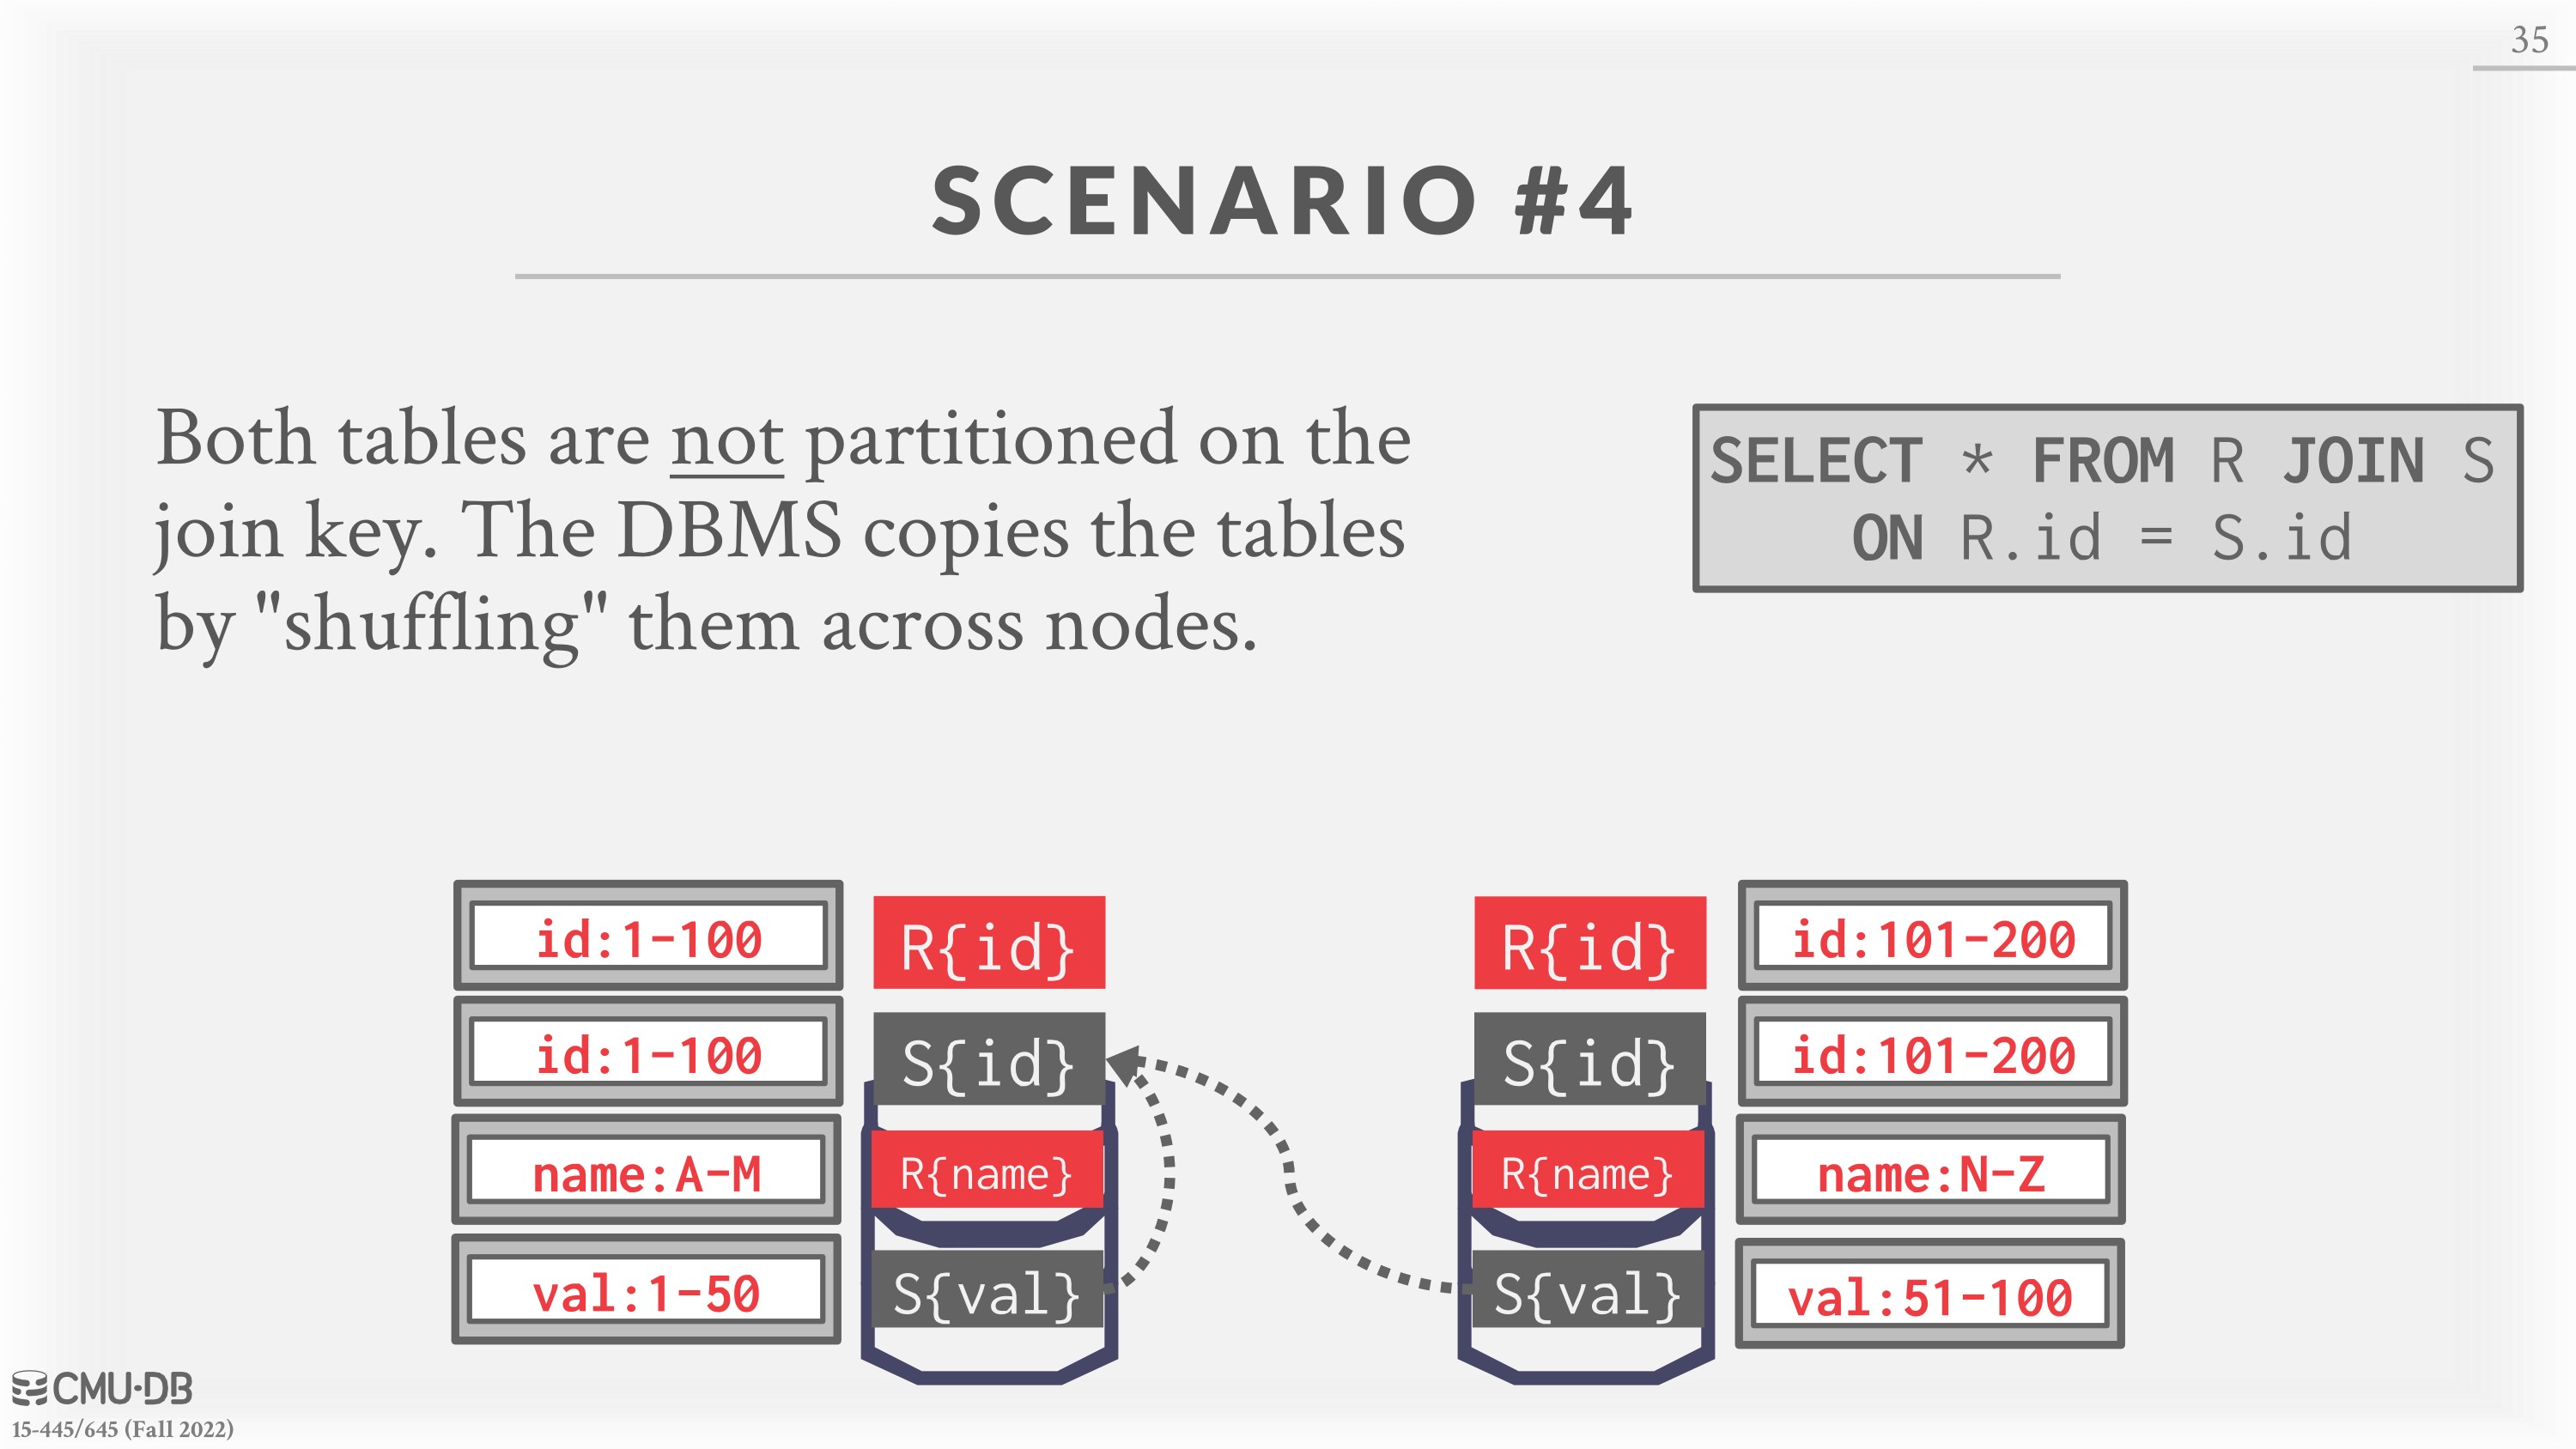 35
SCENARIO #4
Both tables are not partitioned on the
join key. The DBMS copies the tables
by "shuffling" them across nodes.
SELECT * FROM R JOIN S
ON R.id = S.id
id:1-100
R{id}
R{id}
id:101-200
id:1-100
S{id}
S{id}
id:101-200
name:A-M
R{name}
R{name}
name:N-Z
val:1-50
S{val}
S{val}
val:51-100
CMU·DB
15-445/645 (Fall 2022)